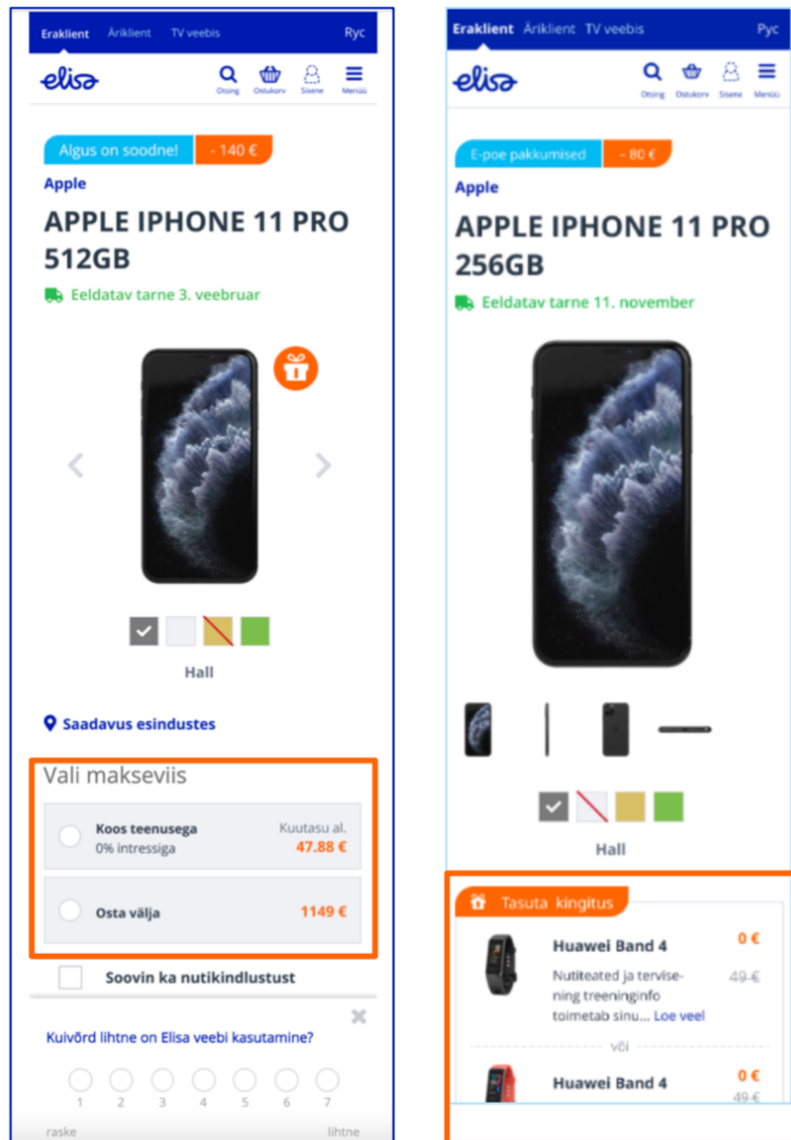 Eraklient Äriklient TV veebis Рус
elisa
Otsing Ostukorv Sisene Menüü
Algus on soodne! - 140 €
Apple
APPLE IPHONE 11 PRO
512GB
Eeldatav tarne 3. veebruar
Hall
Saadavus esindustes
Vali makseviis
Koos teenusega Kuutasu al.
0% intressiga 47.88 €
Osta välja 1149 €
Soovin ka nutikindlustust
Kuivõrd lihtne on Elisa veebi kasutamine?
1 2 3 4 5 6 7
raske lihtne
Eraklient Äriklient TV veebis Рус
elisa
Otsing Ostukorv Sisene Menüü
E-poe pakkumised - 80 €
Apple
APPLE IPHONE 11 PRO
256GB
Eeldatav tarne 11. november
Hall
Tasuta kingitus
Huawei Band 4 0 €
Nutiteated ja tervise- 49 €
ning treeninginfo
toimetab sinu... Loe veel
või
Huawei Band 4 0 €
49 €